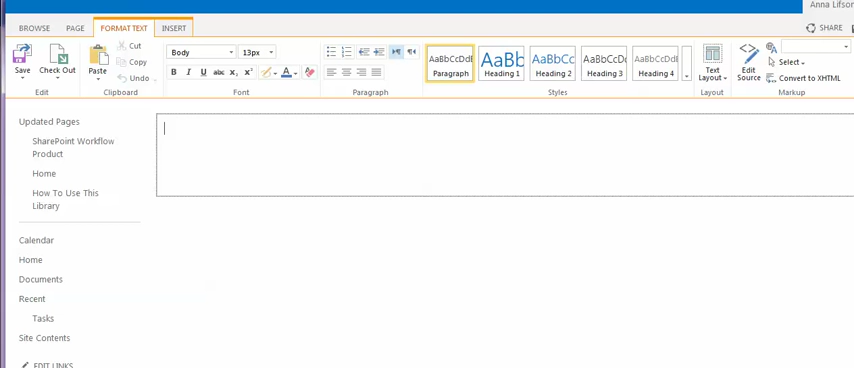 Anna Lifson
BROWSE PAGE FORMAT TEXT INSERT SHARE
Save
Check Out
Edit
Paste
Cut
Copy
Undo
Clipboard
Body 13px
B I U abc x₂ x² A
Font
Paragraph
AaBbCcDdE
Paragraph
AaBb
Heading 1
AaBbCc
Heading 2
AaBbCcDc
Heading 3
AaBbCcDdI
Heading 4
Styles
Text
Layout
Layout
Edit
Source
Select
Convert to XHTML
Markup
Updated Pages
SharePoint Workflow
Product
Home
How To Use This
Library
Calendar
Home
Documents
Recent
Tasks
Site Contents
EDIT LINKS